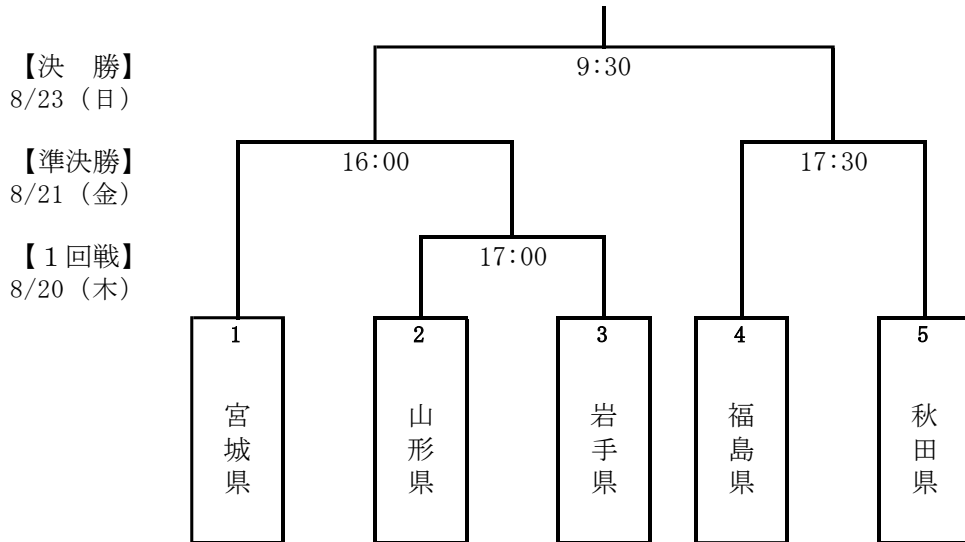 【決　勝】
8/23（日）
9:30
【準決勝】
8/21（金）
16:00
17:30
【１回戦】
8/20（木）
17:00
1
2
3
4
5
宮城県
山形県
岩手県
福島県
秋田県